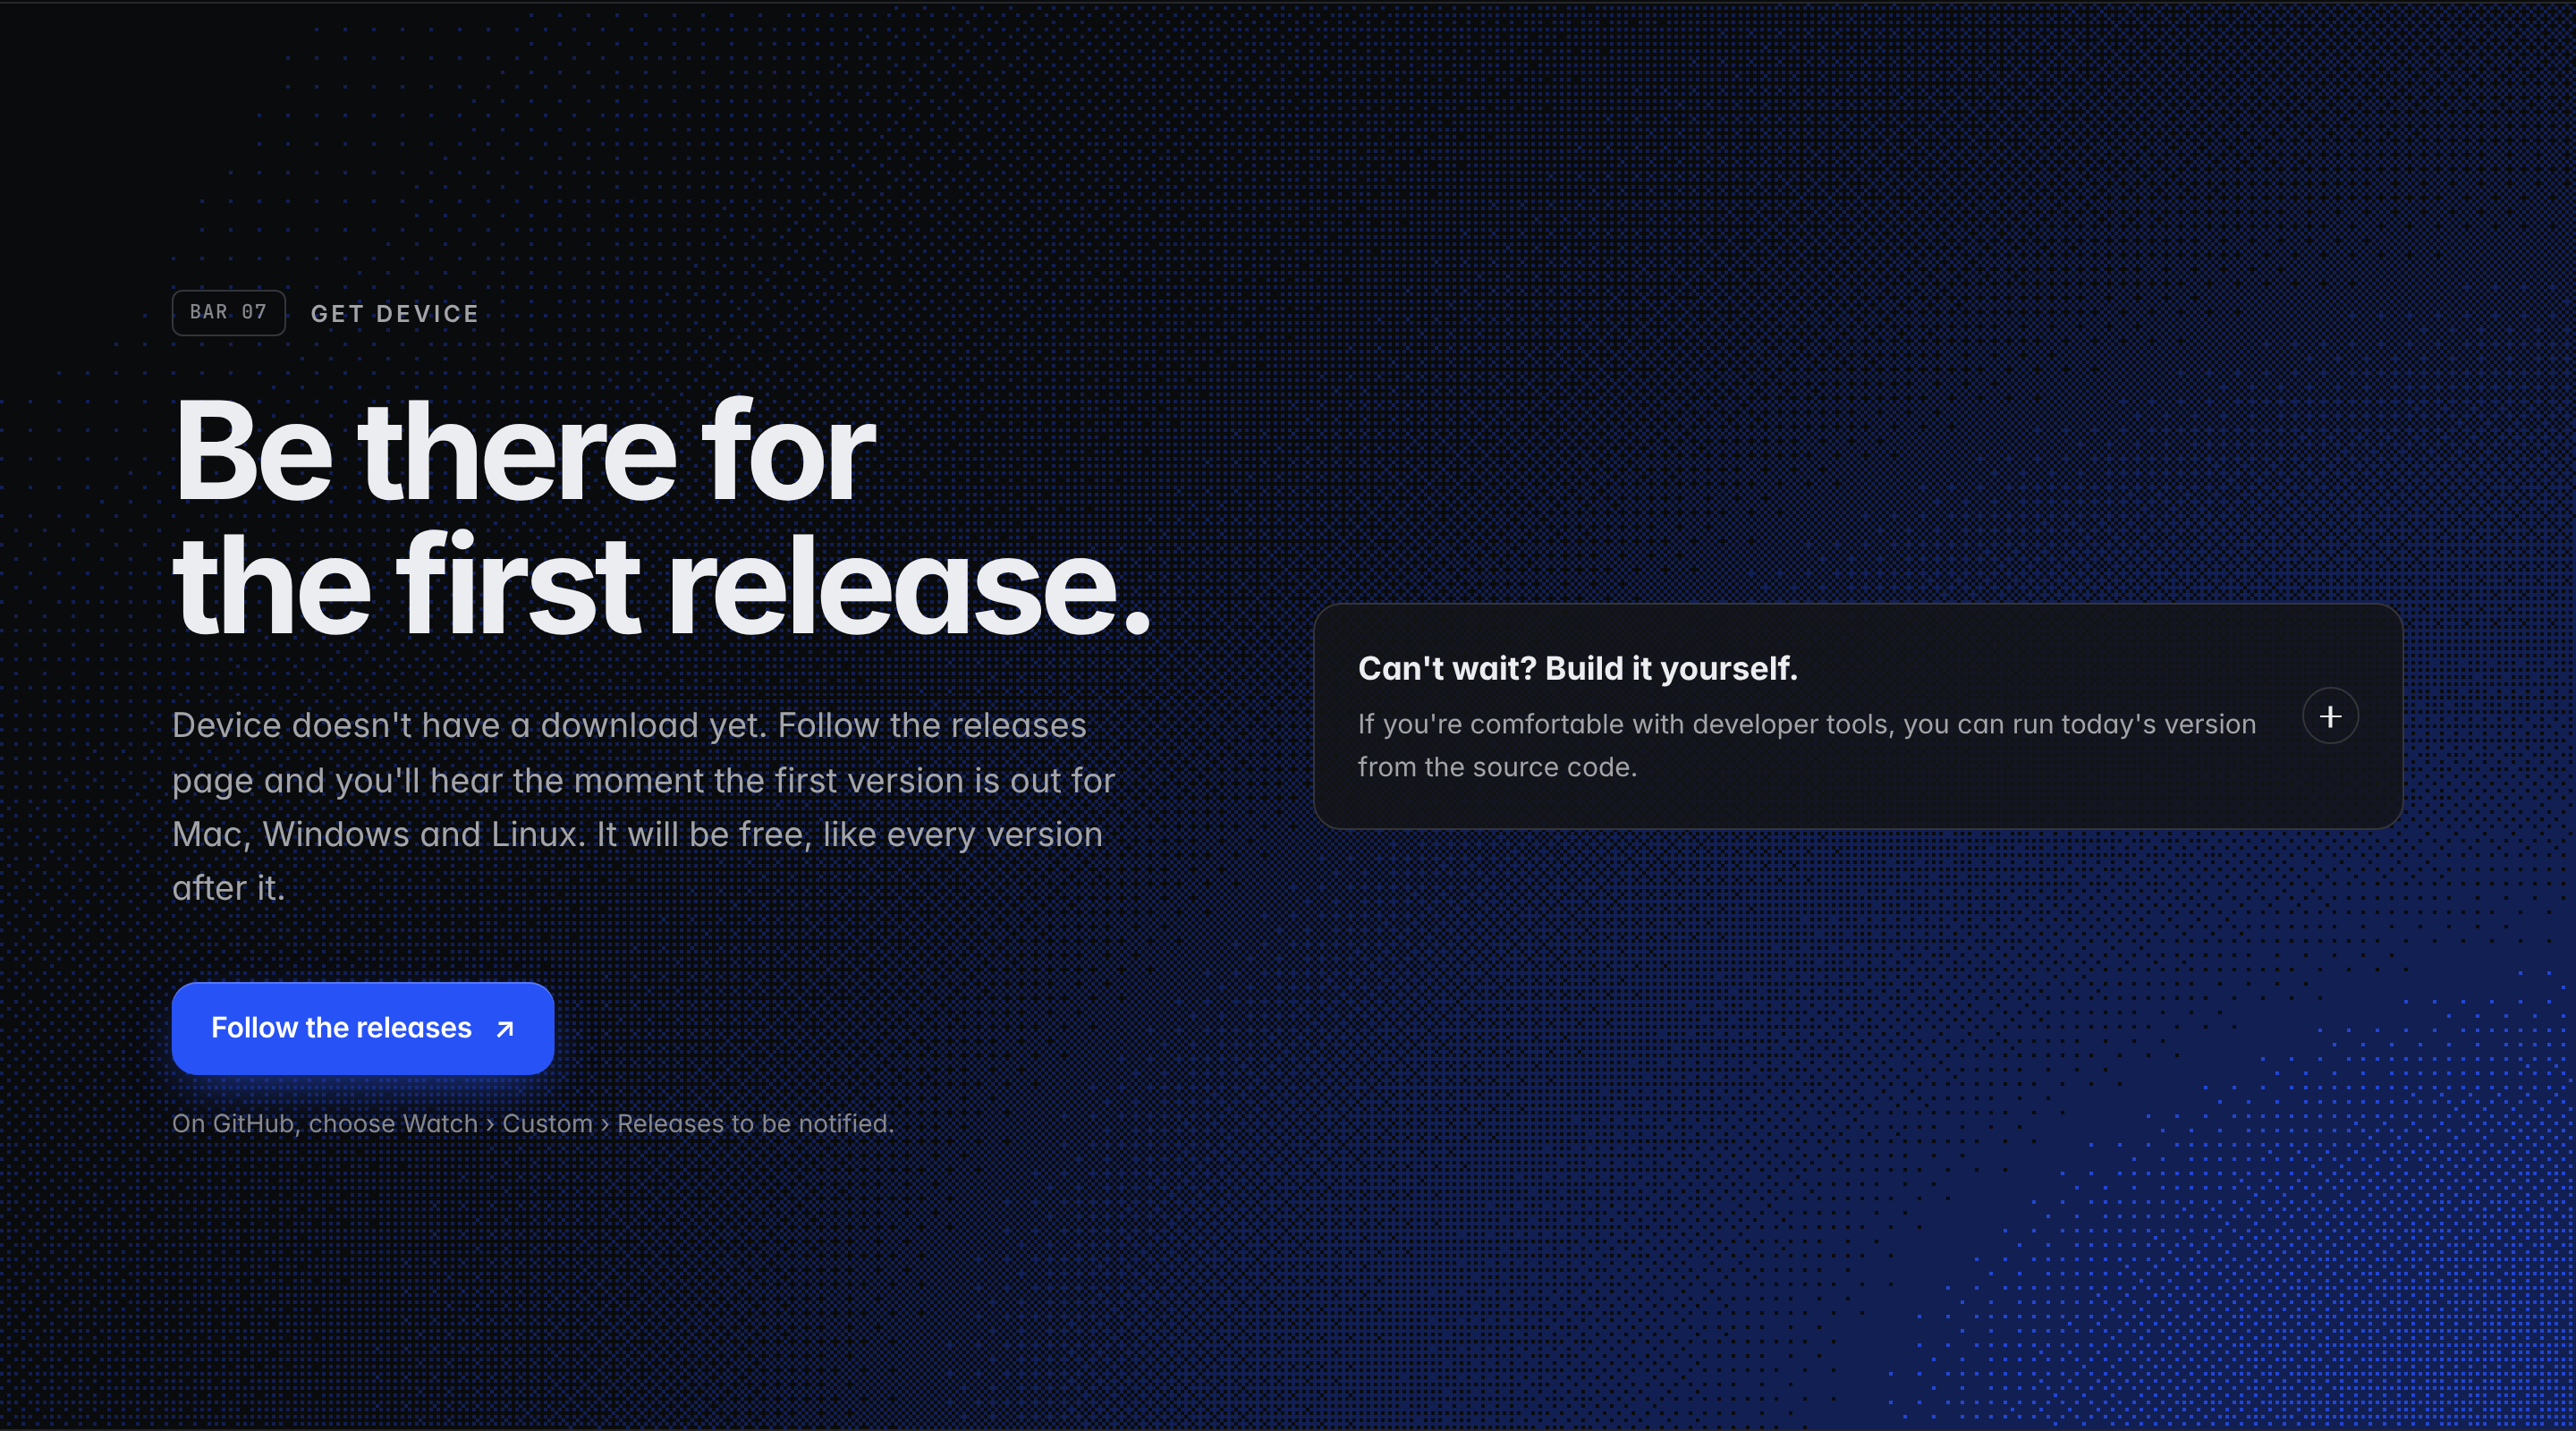 BAR 07 GET DEVICE
Be there for
the first release.
Device doesn't have a download yet. Follow the releases
page and you'll hear the moment the first version is out for
Mac, Windows and Linux. It will be free, like every version
after it.
Follow the releases ↗
On GitHub, choose Watch › Custom › Releases to be notified.
Can't wait? Build it yourself.
If you're comfortable with developer tools, you can run today's version
from the source code.